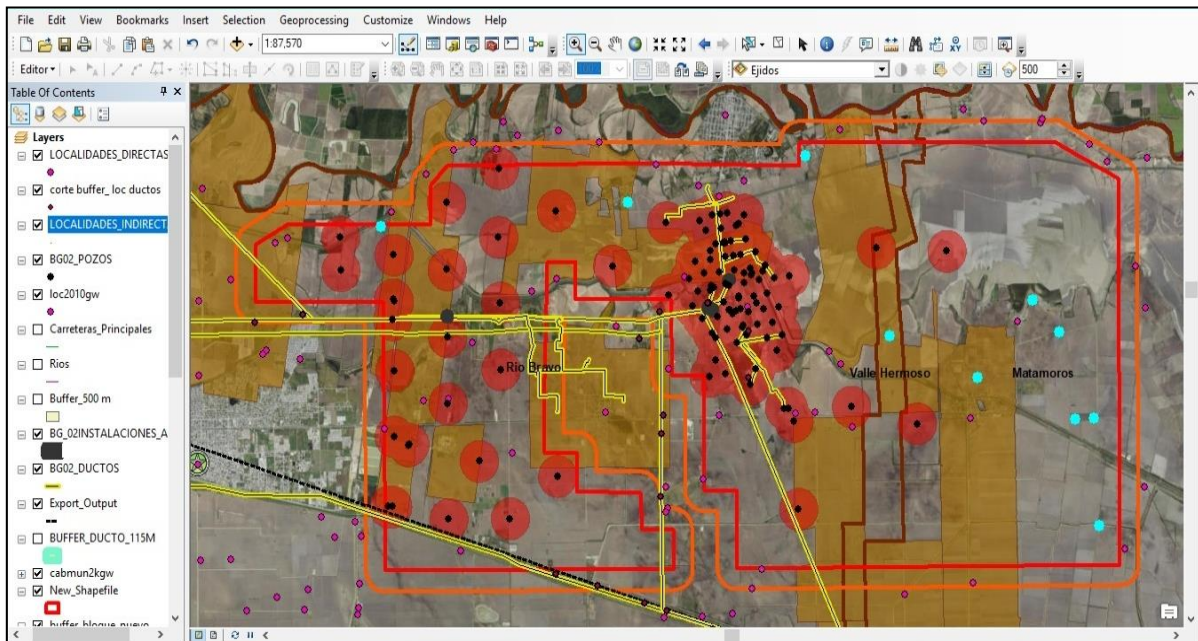 File Edit View Bookmarks Insert Selection Geoprocessing Customize Windows Help
1:87,570
Editor
Ejidos
500
Table Of Contents
Layers
LOCALIDADES_DIRECTAS
corte buffer_ loc ductos
LOCALIDADES_INDIRECT
BG02_POZOS
loc2010gw
Carreteras_Principales
Rios
Buffer_500 m
BG_02INSTALACIONES_A
BG02_DUCTOS
Export_Output
BUFFER_DUCTO_115M
cabmun2kgw
New_Shapefile
buffer_bloque_nuevo
Río Bravo
Valle Hermoso
Matamoros